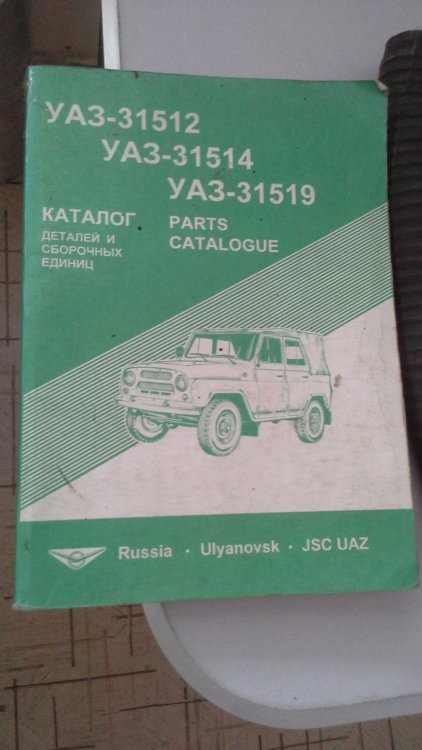 УАЗ-31512
УАЗ-31514
УАЗ-31519
КАТАЛОГ
ДЕТАЛЕЙ И
СБОРОЧНЫХ
ЕДИНИЦ
PARTS
CATALOGUE
Russia · Ulyanovsk · JSC UAZ